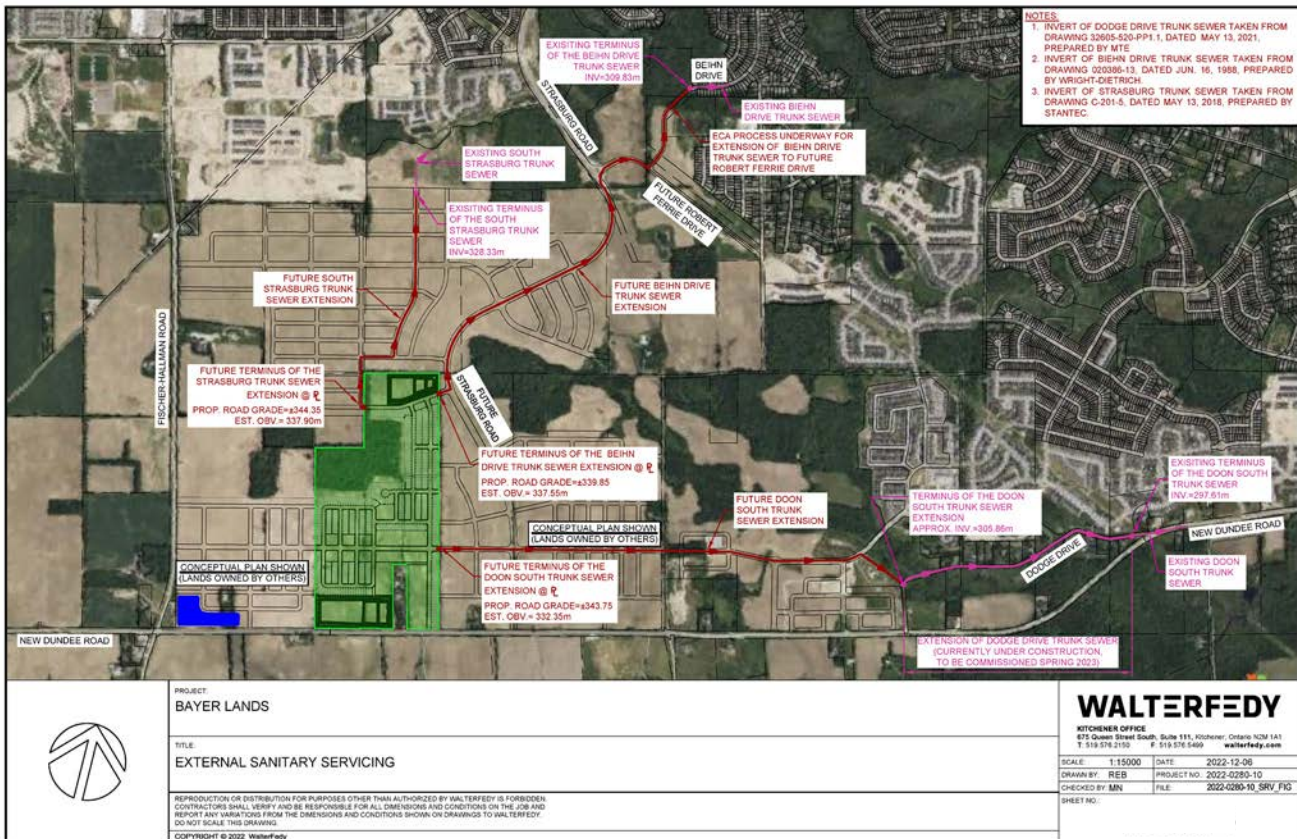 NOTES:
1. INVERT OF DODGE DRIVE TRUNK SEWER TAKEN FROM
DRAWING 32605-520-PP1.1, DATED MAY 13, 2021,
PREPARED BY MTE
2. INVERT OF BIEHN DRIVE TRUNK SEWER TAKEN FROM
DRAWING 020386-13, DATED JUN. 16, 1988, PREPARED
BY WRIGHT-DIETRICH.
3. INVERT OF STRASBURG TRUNK SEWER TAKEN FROM
DRAWING C-201-5, DATED MAY 13, 2018, PREPARED BY
STANTEC.
EXISITING TERMINUS
OF THE BEIHN DRIVE
TRUNK SEWER
INV=309.83m
BEIHN
DRIVE
STRASBURG ROAD
EXISTING BIEHN
DRIVE TRUNK SEWER
ECA PROCESS UNDERWAY FOR
EXTENSION OF BIEHN DRIVE
TRUNK SEWER TO FUTURE
ROBERT FERRIE DRIVE
EXISTING SOUTH
STRASBURG TRUNK
SEWER
EXISITING TERMINUS
OF THE SOUTH
STRASBURG TRUNK
SEWER
INV=328.33m
FUTURE ROBERT
FERRIE DRIVE
FUTURE SOUTH
STRASBURG TRUNK
SEWER EXTENSION
FUTURE BEIHN DRIVE
TRUNK SEWER
EXTENSION
FISCHER-HALLMAN ROAD
FUTURE TERMINUS OF THE
STRASBURG TRUNK SEWER
EXTENSION @ PL
PROP. ROAD GRADE=±344.35
EST. OBV.= 337.90m
FUTURE
STRASBURG ROAD
FUTURE TERMINUS OF THE BEIHN
DRIVE TRUNK SEWER EXTENSION @ PL
PROP. ROAD GRADE=±339.85
EST. OBV.= 337.55m
EXISITING TERMINUS
OF THE DOON SOUTH
TRUNK SEWER
INV.=297.61m
FUTURE DOON
SOUTH TRUNK
SEWER EXTENSION
TERMINUS OF THE DOON
SOUTH TRUNK SEWER
EXTENSION
APPROX. INV.=305.86m
CONCEPTUAL PLAN SHOWN
(LANDS OWNED BY OTHERS)
NEW DUNDEE ROAD
DODGE DRIVE
EXISTING DOON
SOUTH TRUNK
SEWER
CONCEPTUAL PLAN SHOWN
(LANDS OWNED BY OTHERS)
FUTURE TERMINUS OF THE
DOON SOUTH TRUNK SEWER
EXTENSION @ PL
PROP. ROAD GRADE=±343.75
EST. OBV.= 332.35m
NEW DUNDEE ROAD
EXTENSION OF DODGE DRIVE TRUNK SEWER
(CURRENTLY UNDER CONSTRUCTION,
TO BE COMMISSIONED SPRING 2023)
PROJECT:
BAYER LANDS
TITLE:
EXTERNAL SANITARY SERVICING
REPRODUCTION OR DISTRIBUTION FOR PURPOSES OTHER THAN AUTHORIZED BY WALTERFEDY IS FORBIDDEN.
CONTRACTORS SHALL VERIFY AND BE RESPONSIBLE FOR ALL DIMENSIONS AND CONDITIONS ON THE JOB AND
REPORT ANY VARIATIONS FROM THE DIMENSIONS AND CONDITIONS SHOWN ON DRAWINGS TO WALTERFEDY.
DO NOT SCALE THIS DRAWING.
COPYRIGHT © 2022 WalterFedy
WALTERFEDY
KITCHENER OFFICE
675 Queen Street South, Suite 111, Kitchener, Ontario N2M 1A1
T: 519.576.2150 F: 519.576.5499 walterfedy.com
SCALE: 1:15000 DATE: 2022-12-06
DRAWN BY: REB PROJECT NO.: 2022-0280-10
CHECKED BY: MN FILE: 2022-0280-10_SRV_FIG
SHEET NO.: